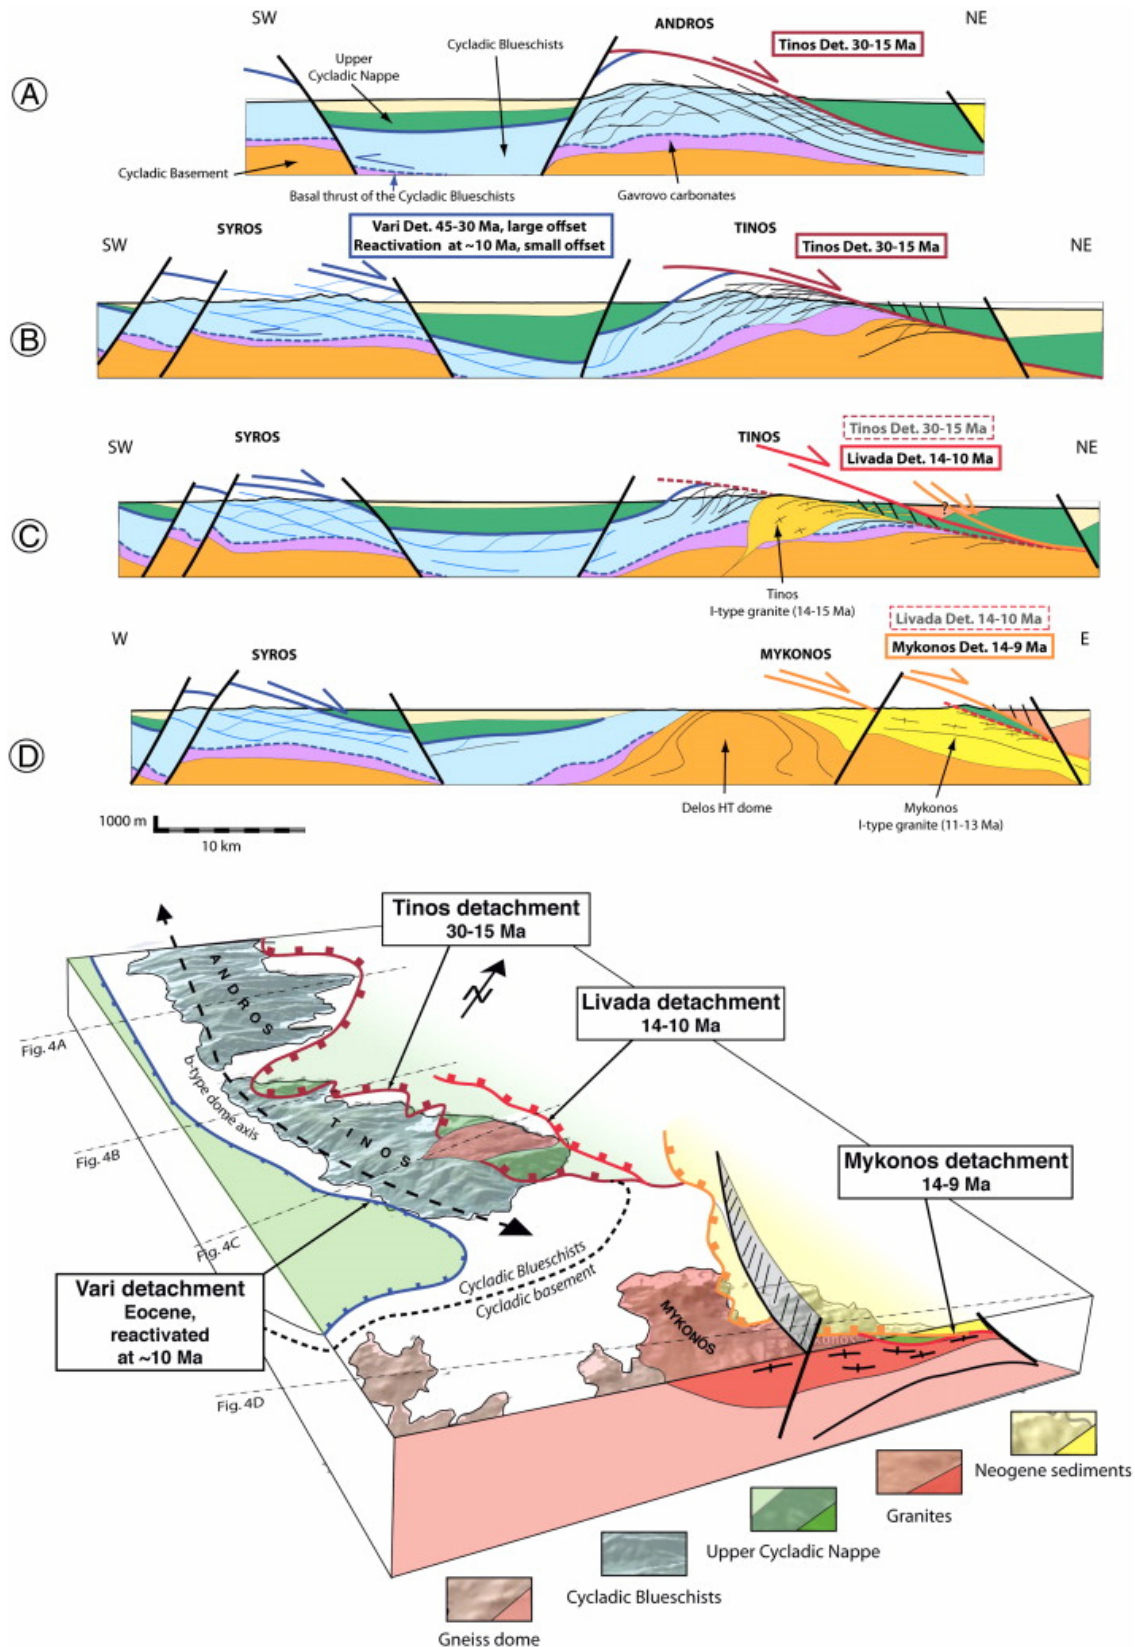 SW
ANDROS
NE
Tinos Det. 30-15 Ma
Cycladic Blueschists
Upper
Cycladic Nappe
A
Cycladic Basement
Basal thrust of the Cycladic Blueschists
Gavrovo carbonates
SW
SYROS
Vari Det. 45-30 Ma, large offset
Reactivation at ~10 Ma, small offset
TINOS
Tinos Det. 30-15 Ma
NE
B
SW
SYROS
TINOS
Tinos Det. 30-15 Ma
Livada Det. 14-10 Ma
NE
?
C
Tinos
I-type granite (14-15 Ma)
W
SYROS
MYKONOS
Livada Det. 14-10 Ma
Mykonos Det. 14-9 Ma
E
D
Delos HT dome
Mykonos
I-type granite (11-13 Ma)
1000 m
10 km
Tinos detachment
30-15 Ma
ANDROS
N
Livada detachment
14-10 Ma
Fig. 4A
b-type dome axis
TINOS
Fig. 4B
Mykonos detachment
14-9 Ma
Fig. 4C
Vari detachment
Eocene,
reactivated
at ~10 Ma
Cycladic Blueschists
Cycladic basement
MYKONOS
Fig. 4D
Neogene sediments
Granites
Upper Cycladic Nappe
Cycladic Blueschists
Gneiss dome